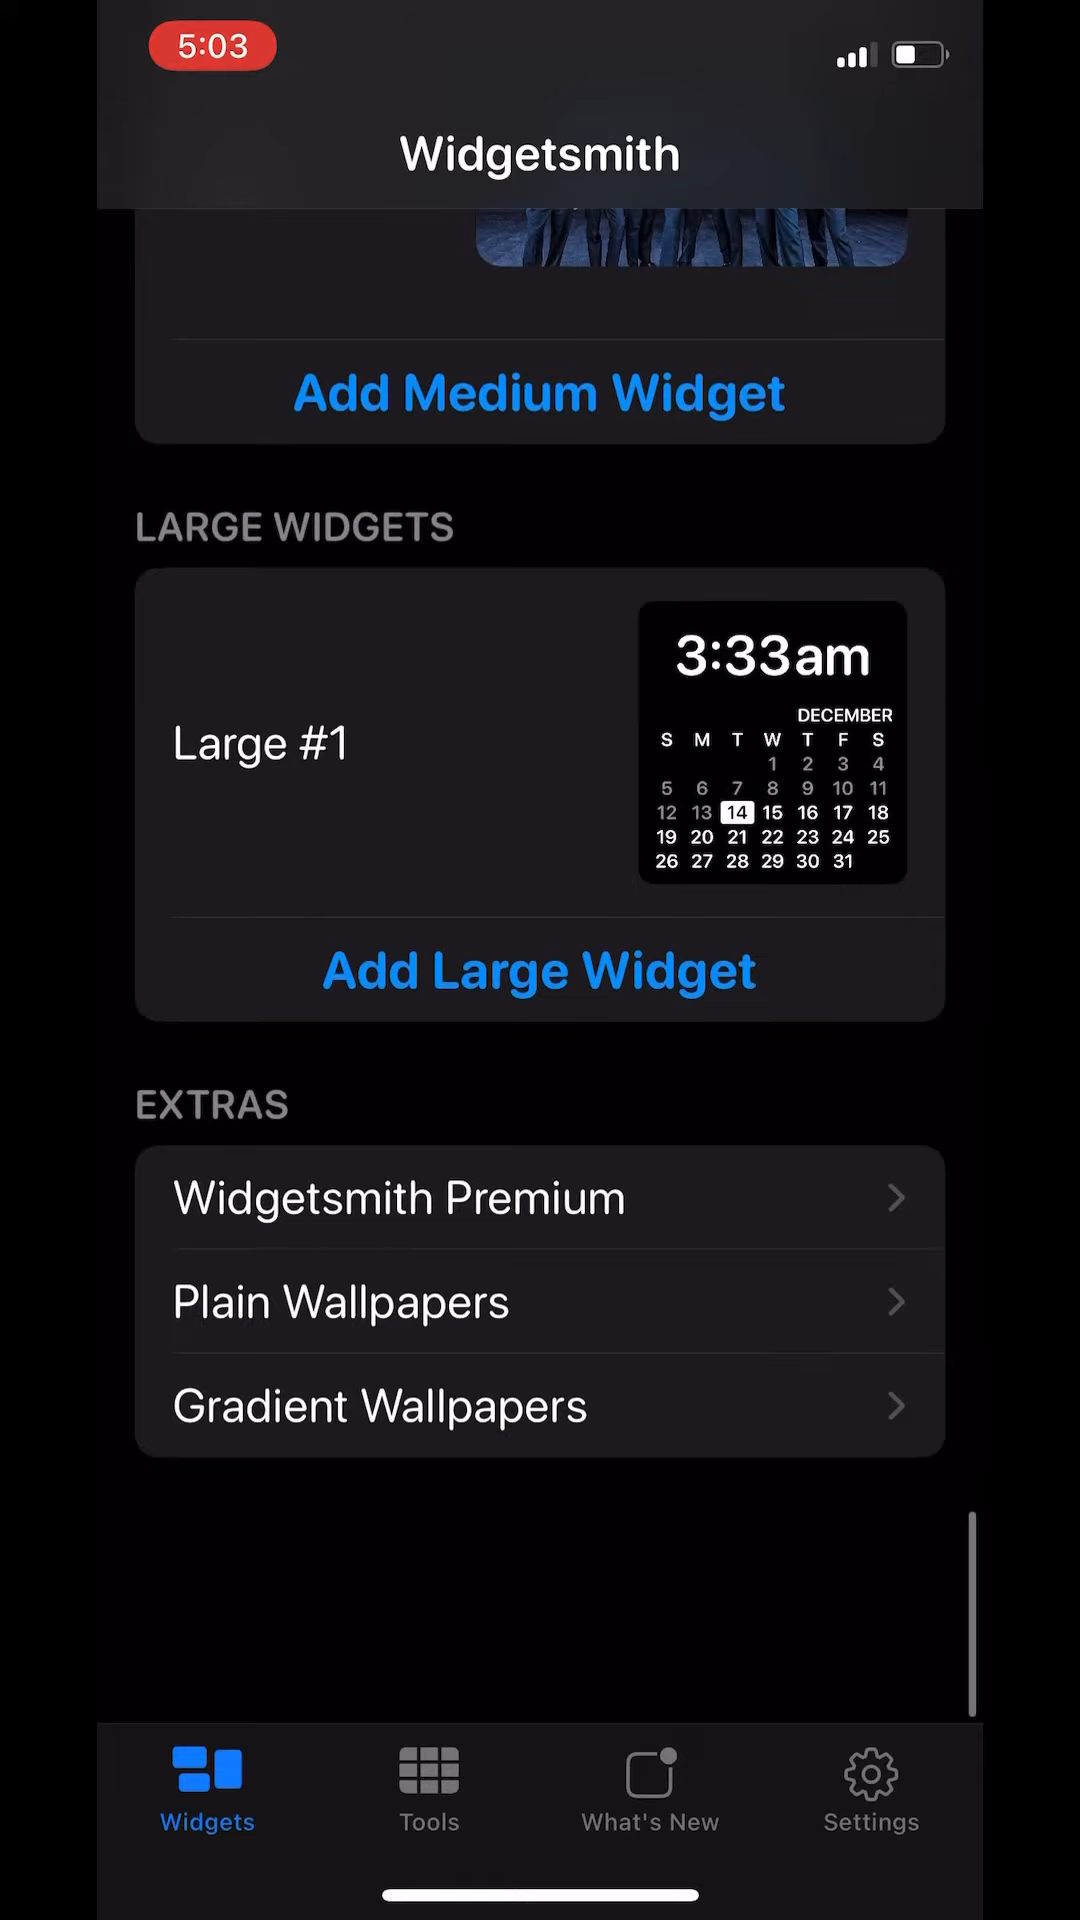 5:03
Widgetsmith
Add Medium Widget
LARGE WIDGETS
Large #1
3:33am
DECEMBER
S M T W T F S
1 2 3 4
5 6 7 8 9 10 11
12 13 14 15 16 17 18
19 20 21 22 23 24 25
26 27 28 29 30 31
Add Large Widget
EXTRAS
Widgetsmith Premium
Plain Wallpapers
Gradient Wallpapers
Widgets Tools What's New Settings